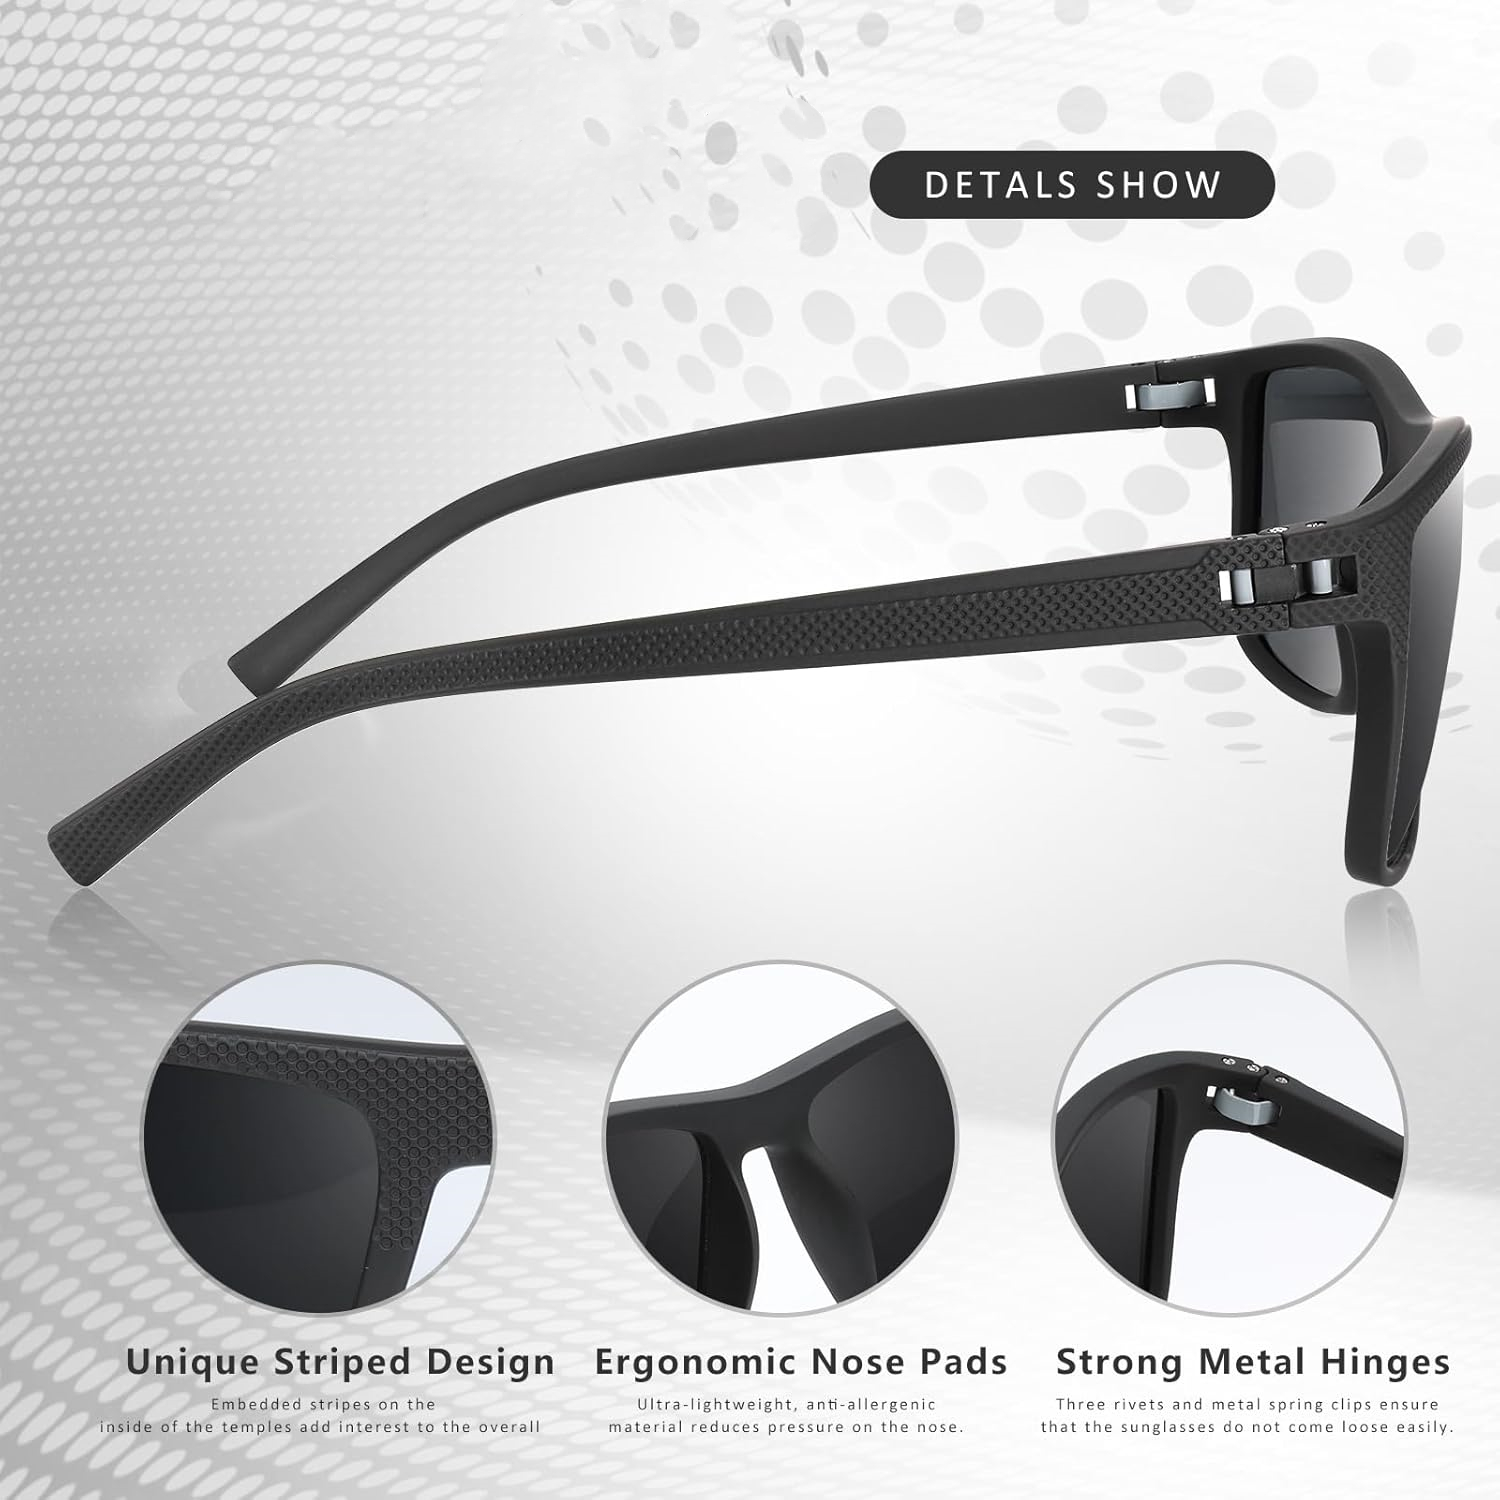 DETALS SHOW
Unique Striped Design
Embedded stripes on the
inside of the temples add interest to the overall
Ergonomic Nose Pads
Ultra-lightweight, anti-allergenic
material reduces pressure on the nose.
Strong Metal Hinges
Three rivets and metal spring clips ensure
that the sunglasses do not come loose easily.